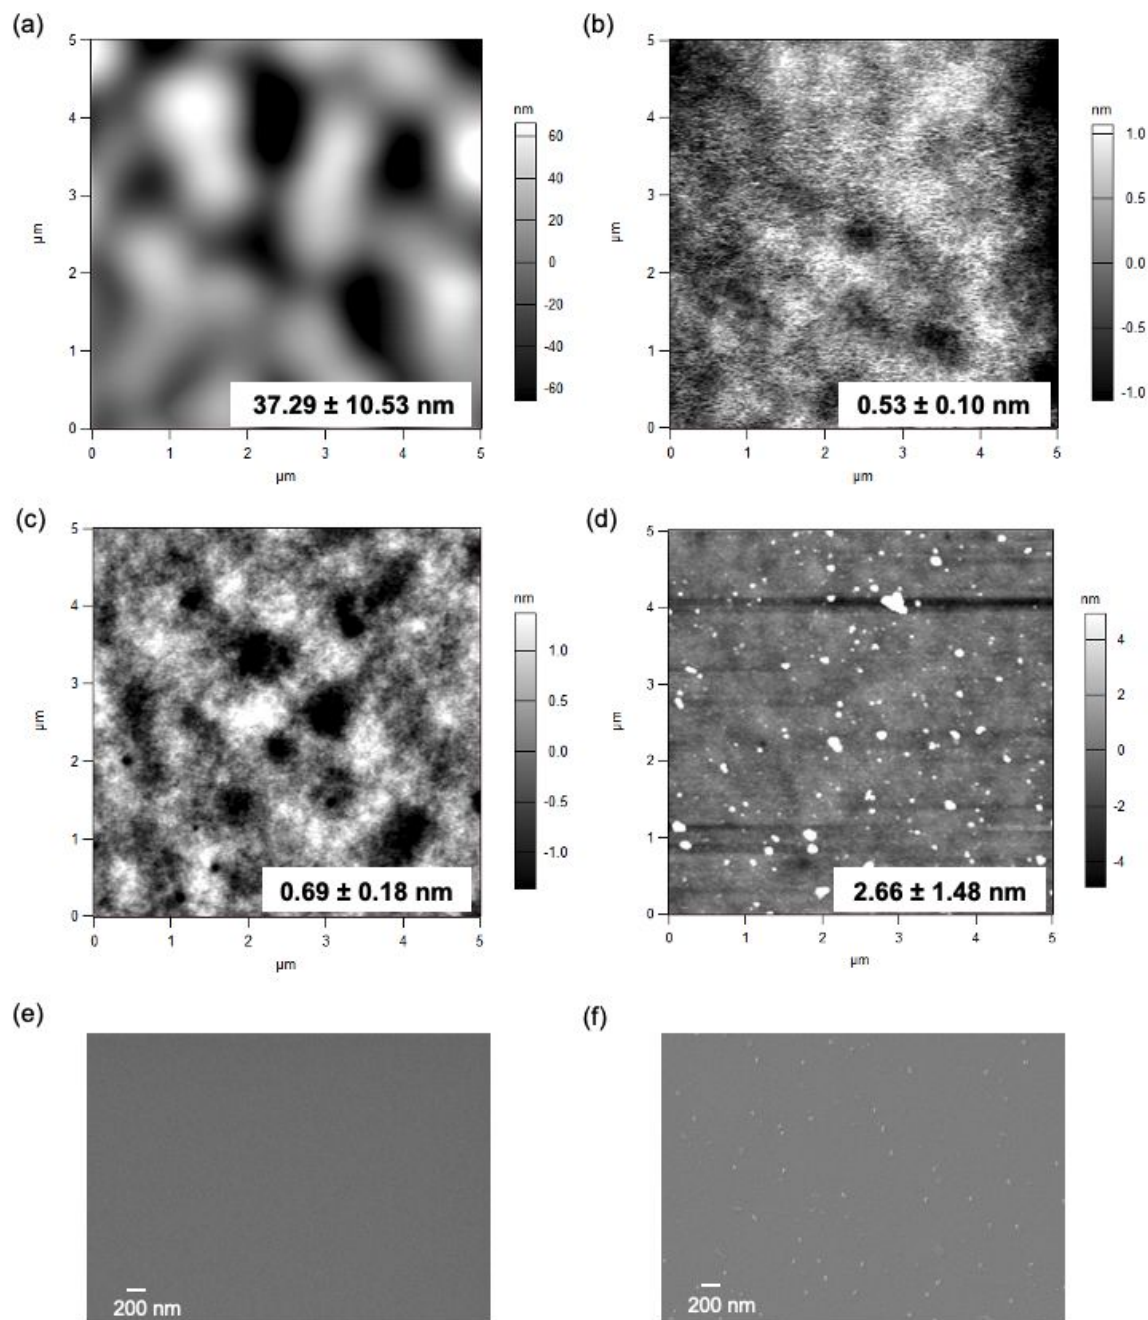 (a)
5
4
3
2
1
0
µm
0 1 2 3 4 5
µm
nm
60
40
20
0
-20
-40
-60
37.29 ± 10.53 nm
(b)
5
4
3
2
1
0
µm
0 1 2 3 4 5
µm
nm
1.0
0.5
0.0
-0.5
-1.0
0.53 ± 0.10 nm
(c)
5
4
3
2
1
0
µm
0 1 2 3 4 5
µm
nm
1.0
0.5
0.0
-0.5
-1.0
0.69 ± 0.18 nm
(d)
5
4
3
2
1
0
µm
0 1 2 3 4 5
µm
nm
4
2
0
-2
-4
2.66 ± 1.48 nm
(e)
200 nm
(f)
200 nm